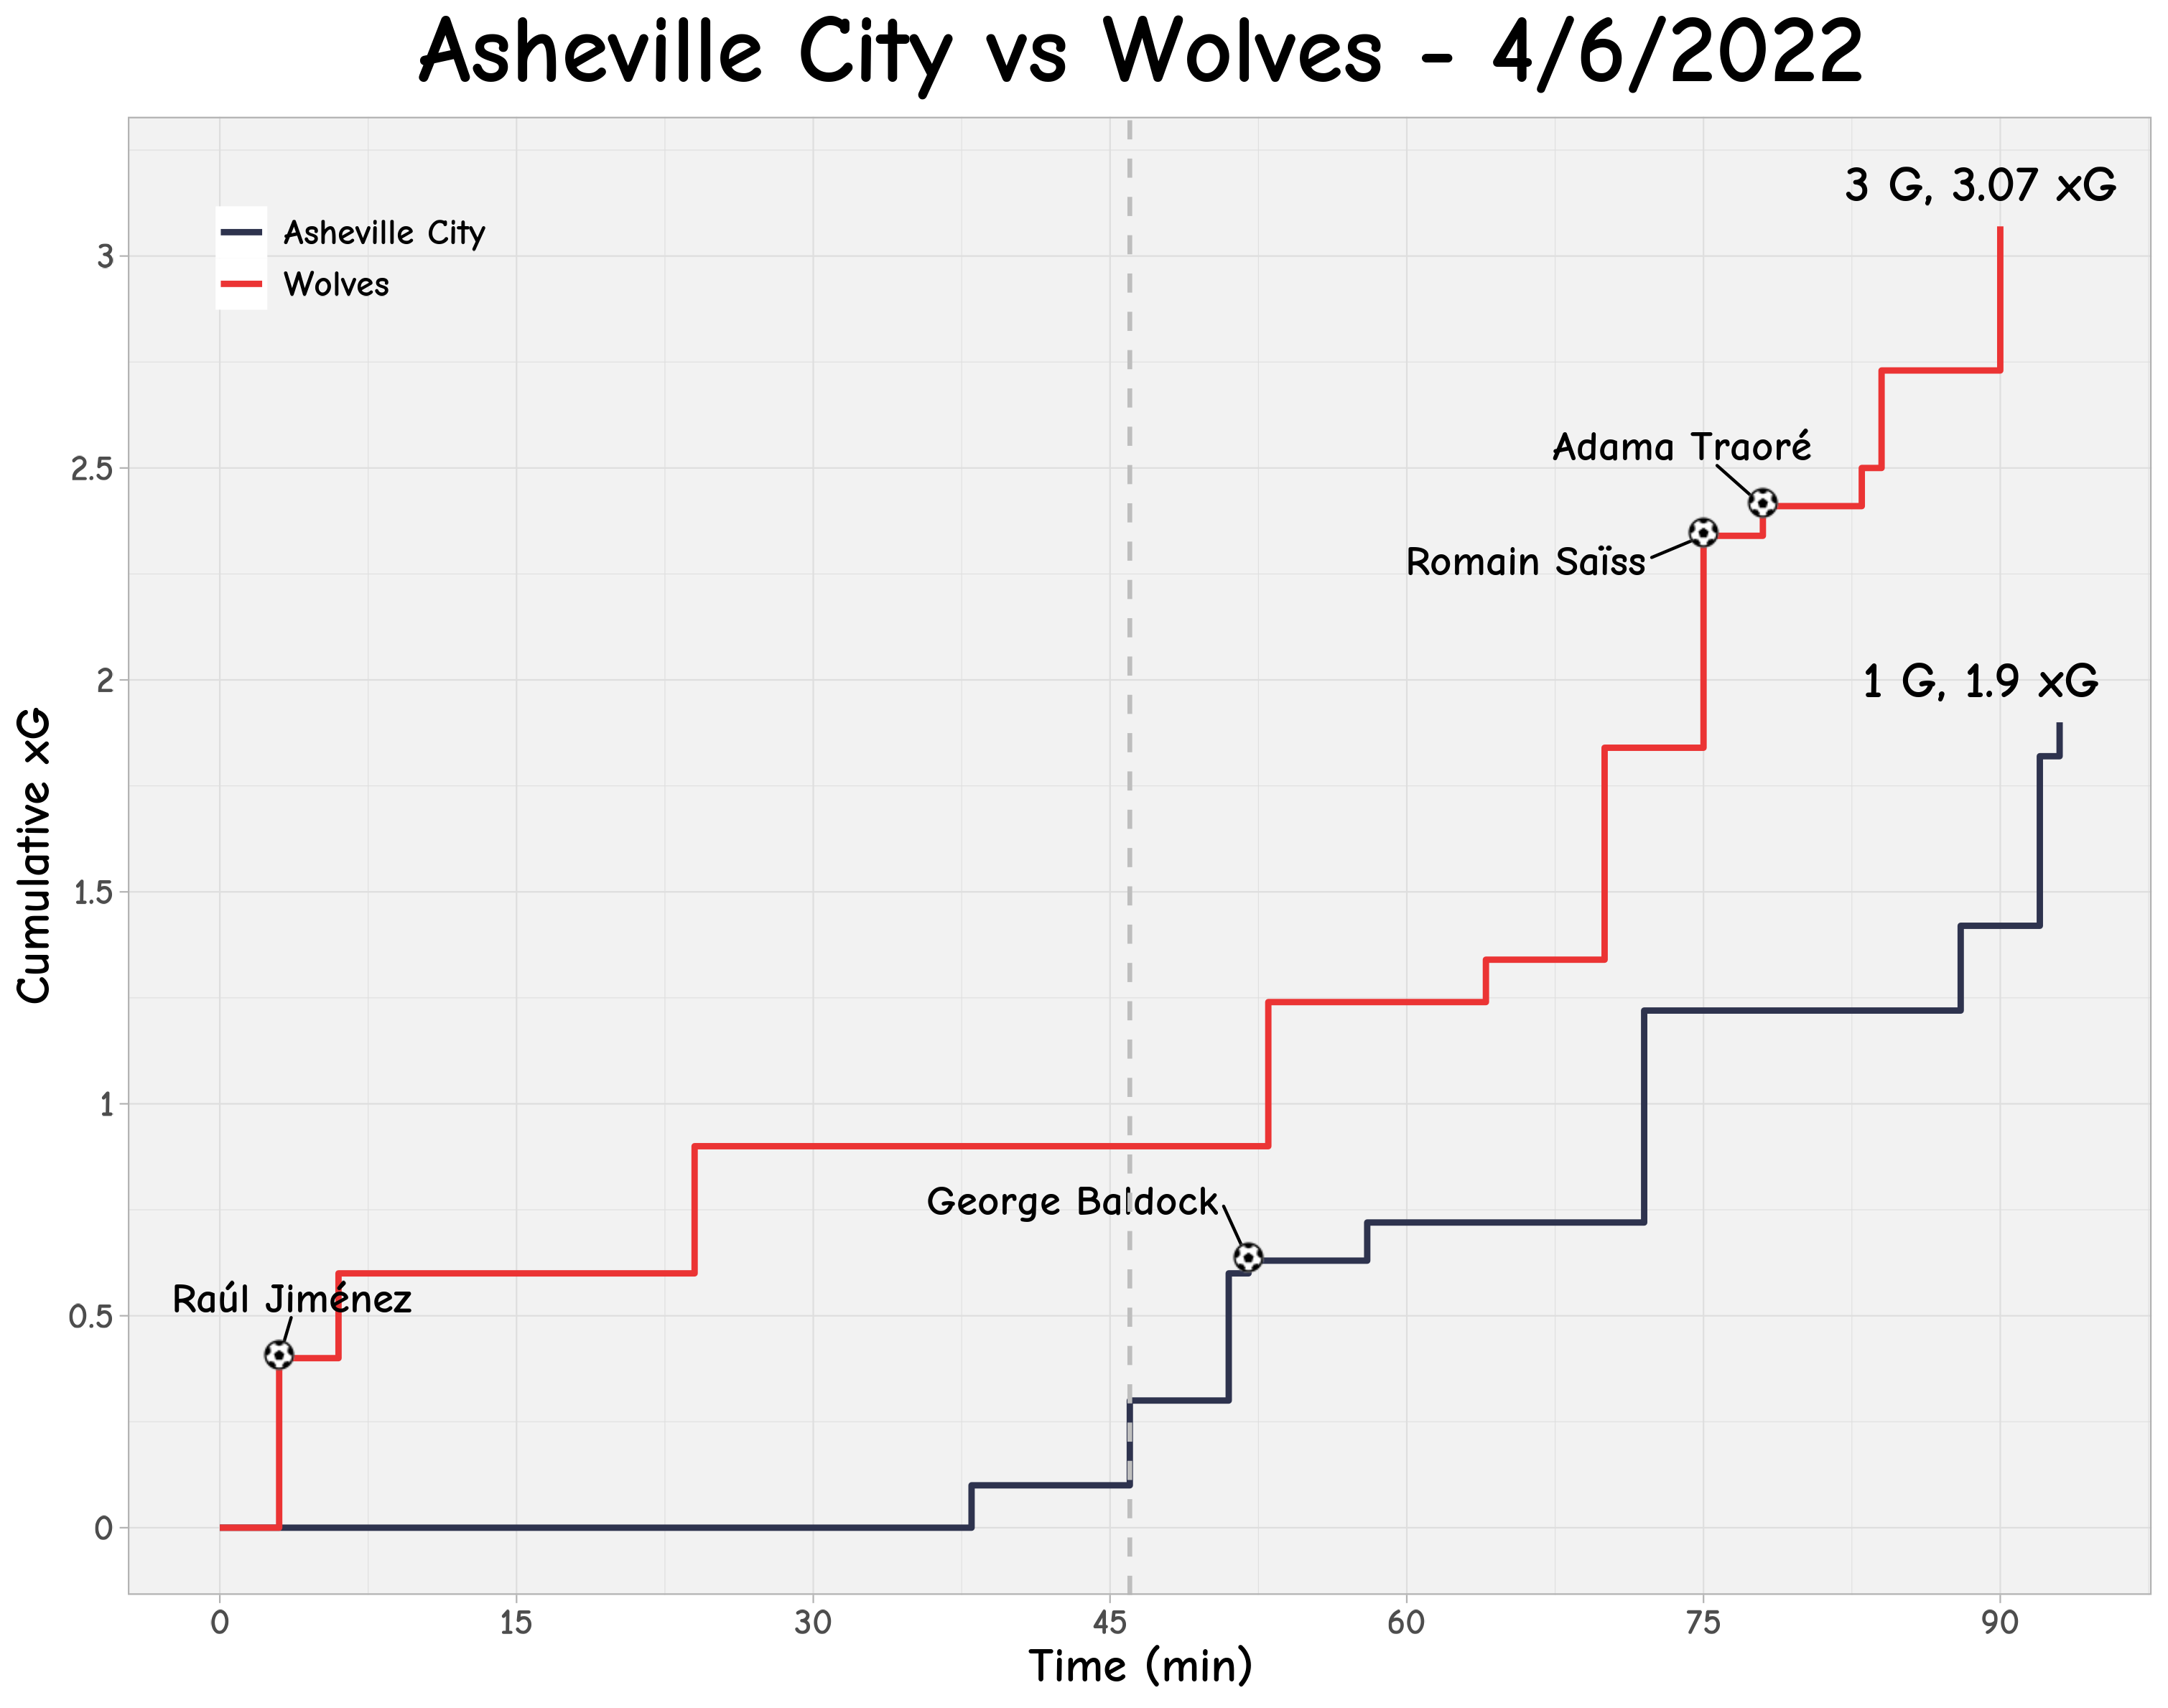 Asheville City vs Wolves - 4/6/2022
3 G, 3.07 xG
Asheville City
Wolves
Adama Traoré
Romain Saïss
1 G, 1.9 xG
George Baldock
Raúl Jiménez
Cumulative xG
3
2.5
2
1.5
1
0.5
0
0 15 30 45 60 75 90
Time (min)